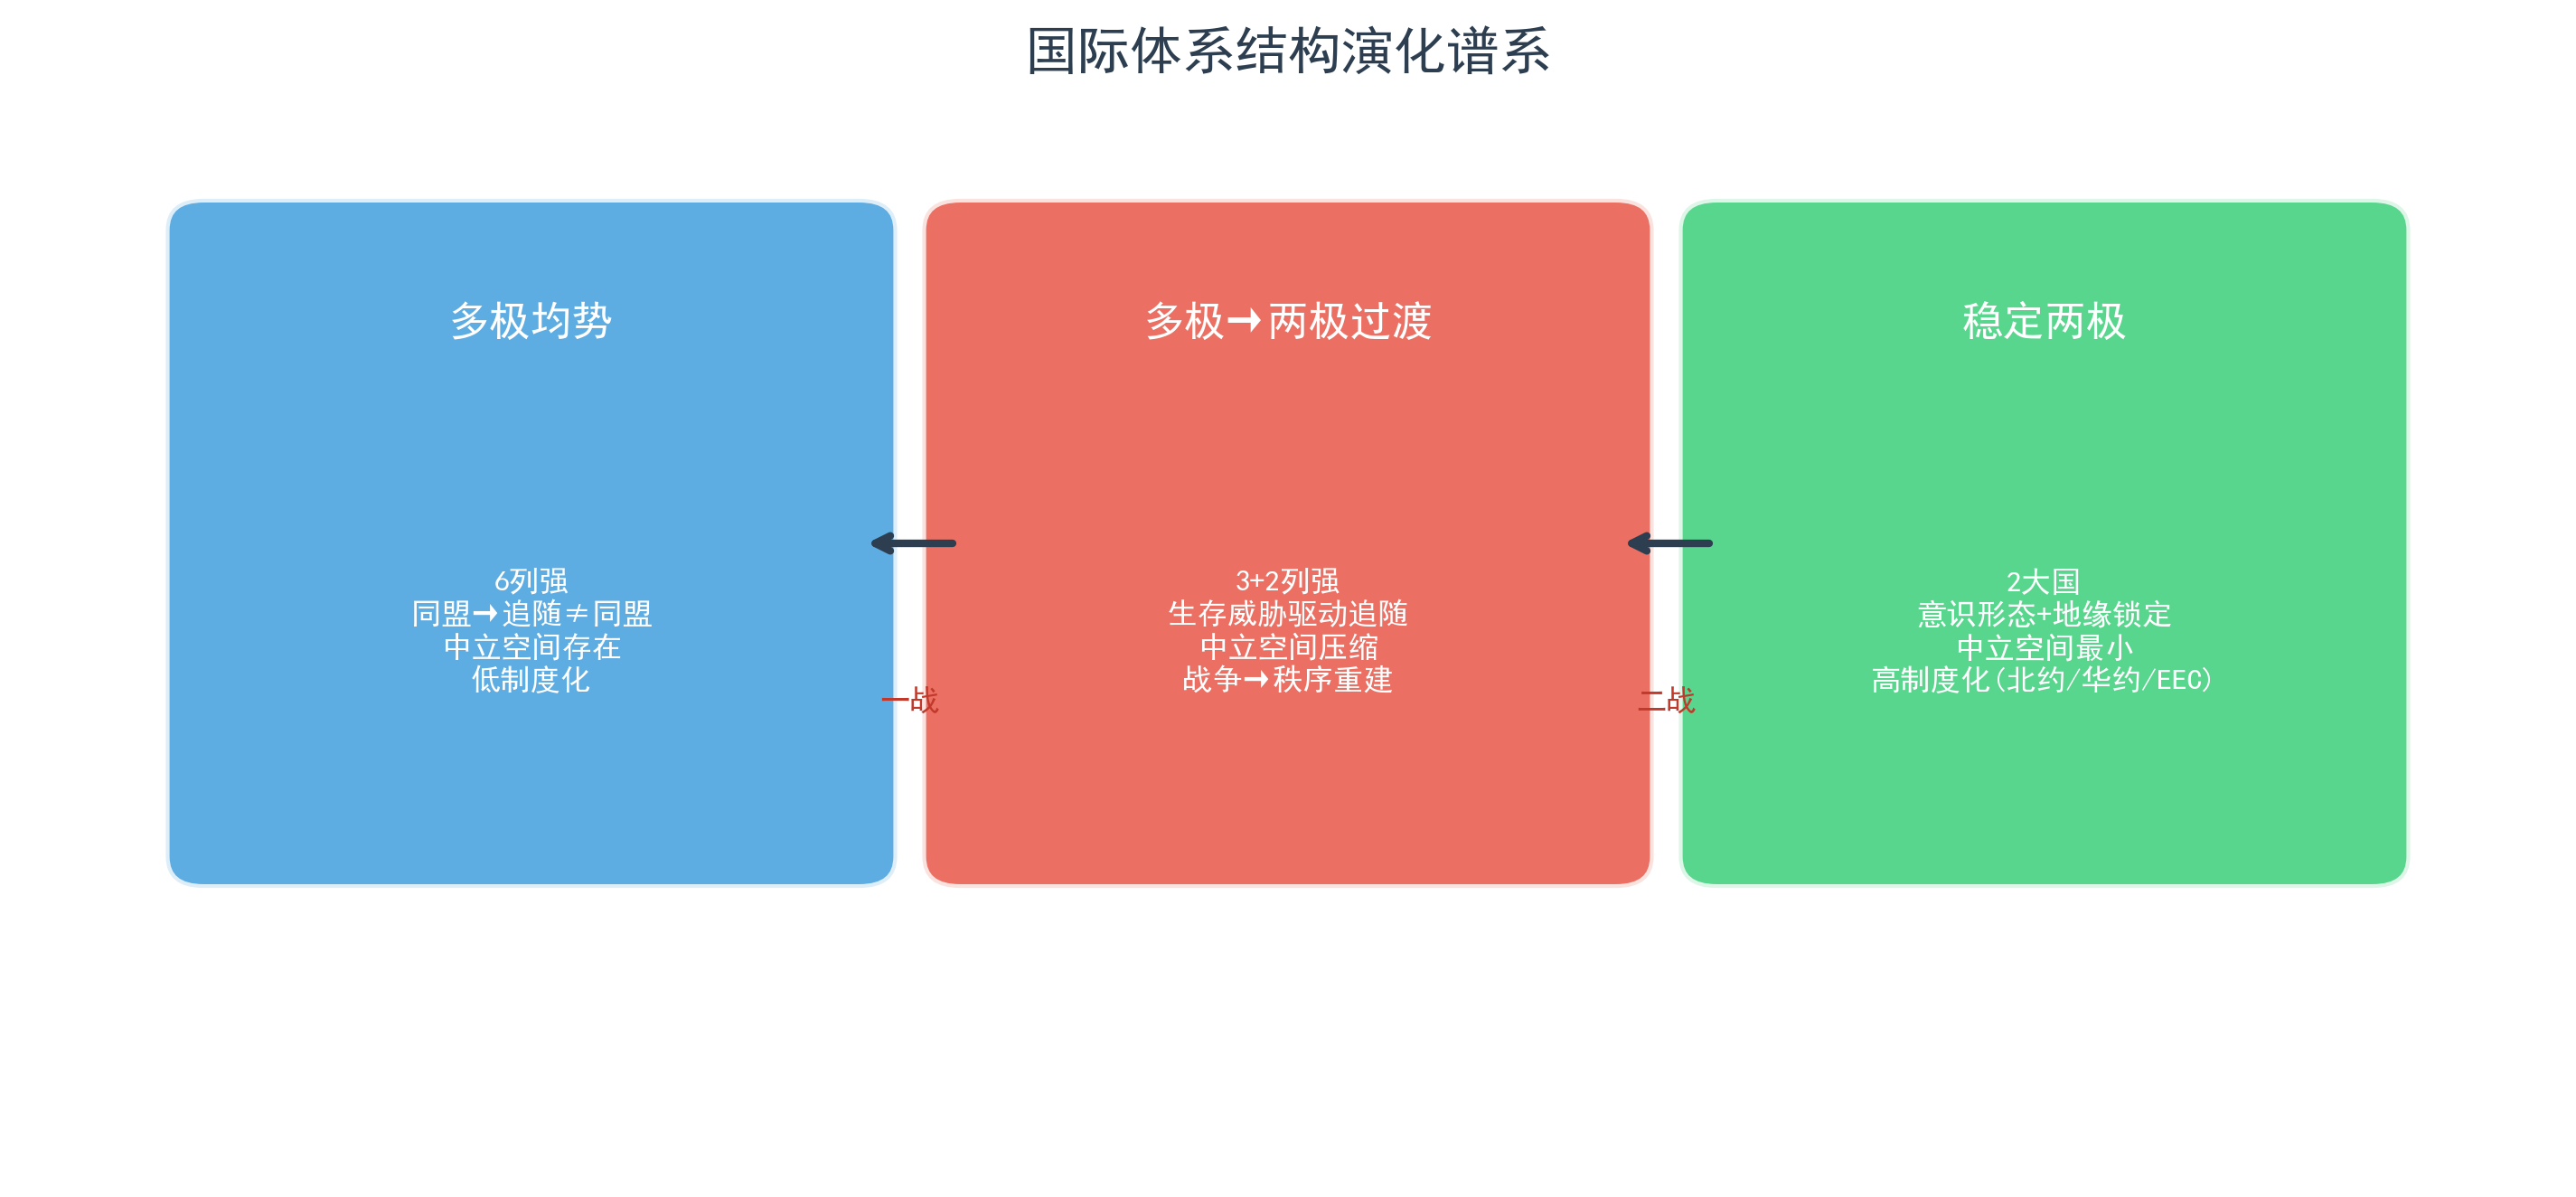 国际体系结构演化谱系
多极均势
6列强
同盟→追随≠同盟
中立空间存在
低制度化
一战
多极→两极过渡
3+2列强
生存威胁驱动追随
中立空间压缩
战争→秩序重建
二战
稳定两极
2大国
意识形态+地缘锁定
中立空间最小
高制度化(北约/华约/EEC)